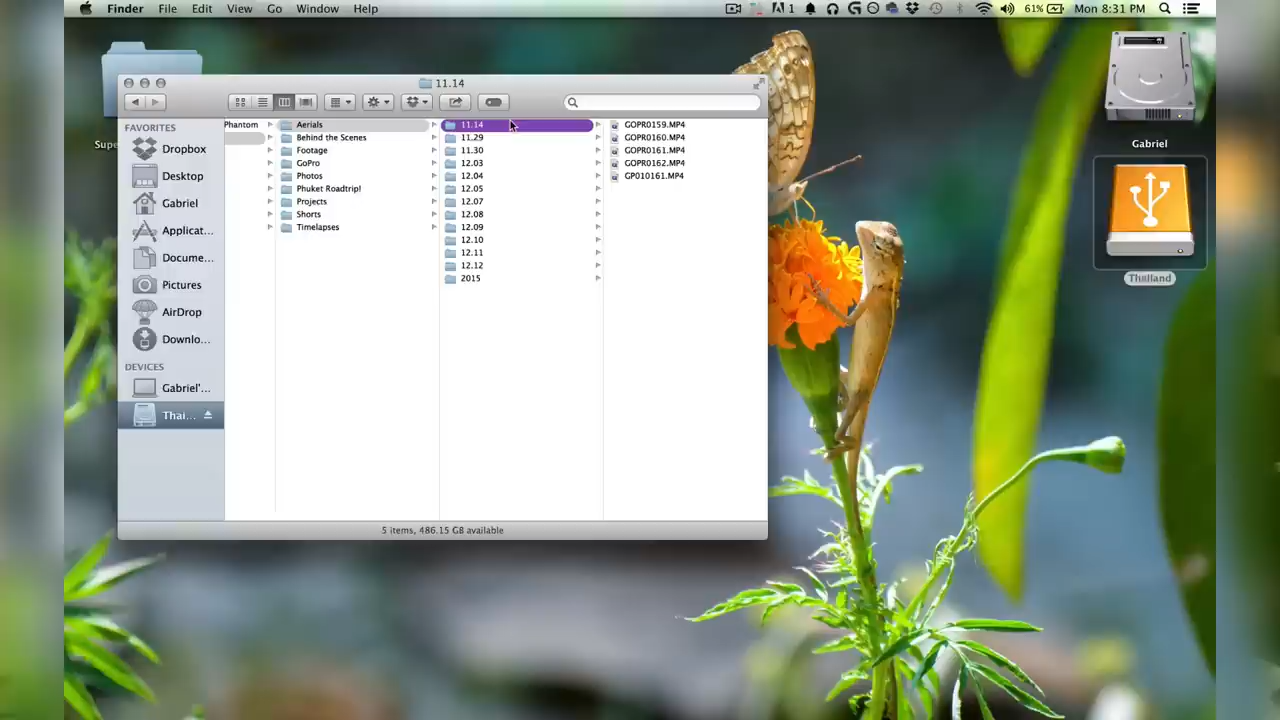 Finder File Edit View Go Window Help
1 61% Mon 8:31 PM
11.14
FAVORITES
Dropbox
Desktop
Gabriel
Applicat...
Docume...
Pictures
AirDrop
Downlo...
DEVICES
Gabriel'...
Thai...
Phantom
Aerials
Behind the Scenes
Footage
GoPro
Photos
Phuket Roadtrip!
Projects
Shorts
Timelapses
11.14
11.29
11.30
12.03
12.04
12.05
12.07
12.08
12.09
12.10
12.11
12.12
2015
GOPR0159.MP4
GOPR0160.MP4
GOPR0161.MP4
GOPR0162.MP4
GP010161.MP4
5 items, 486.15 GB available
Supe
Gabriel
Thailand